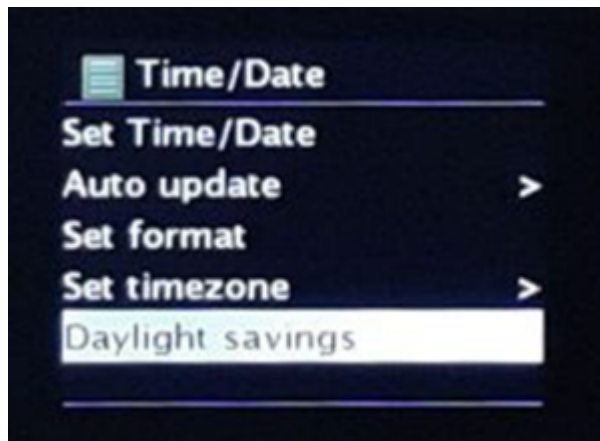 Time/Date
Set Time/Date
Auto update >
Set format
Set timezone >
Daylight savings